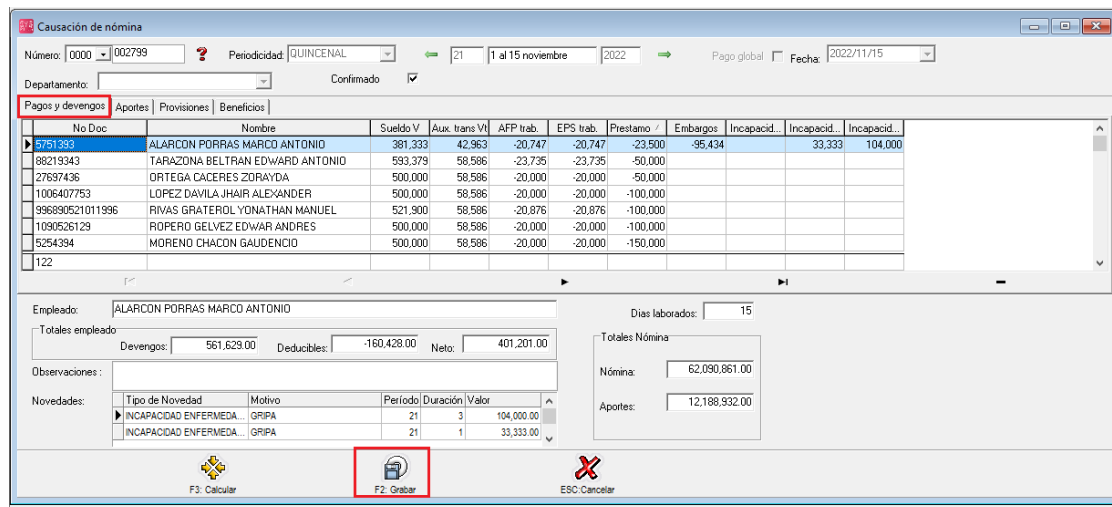 Causación de nómina
Número: 0000 002799 ? Periodicidad: QUINCENAL 21 1 al 15 noviembre 2022 Pago global Fecha: 2022/11/15
Departamento: Confirmado
Pagos y devengos Aportes Provisiones Beneficios
No Doc Nombre Sueldo V Aux. trans Vt AFP trab. EPS trab. Prestamo Embargos Incapacid... Incapacid... Incapacid...
5751393 ALARCON PORRAS MARCO ANTONIO 381,333 42,963 -20,747 -20,747 -23,500 -95,434 33,333 104,000
88219343 TARAZONA BELTRAN EDWARD ANTONIO 593,379 58,586 -23,735 -23,735 -50,000
27697436 ORTEGA CACERES ZORAYDA 500,000 58,586 -20,000 -20,000 -50,000
1006407753 LOPEZ DAVILA JHAIR ALEXANDER 500,000 58,586 -20,000 -20,000 -100,000
996890521011996 RIVAS GRATEROL YONATHAN MANUEL 521,900 58,586 -20,876 -20,876 -100,000
1090526129 ROPERO GELVEZ EDWAR ANDRES 500,000 58,586 -20,000 -20,000 -100,000
5254394 MORENO CHACON GAUDENCIO 500,000 58,586 -20,000 -20,000 -150,000
122
Empleado: ALARCON PORRAS MARCO ANTONIO Dias laborados: 15
Totales empleado
Devengos: 561,629.00 Deducibles: -160,428.00 Neto: 401,201.00
Totales Nómina
Observaciones :
Nómina: 62,090,861.00
Novedades: Tipo de Novedad Motivo Período Duración Valor
INCAPACIDAD ENFERMEDA... GRIPA 21 3 104,000.00
INCAPACIDAD ENFERMEDA... GRIPA 21 1 33,333.00
Aportes: 12,188,932.00
F3: Calcular F2: Grabar ESC:Cancelar